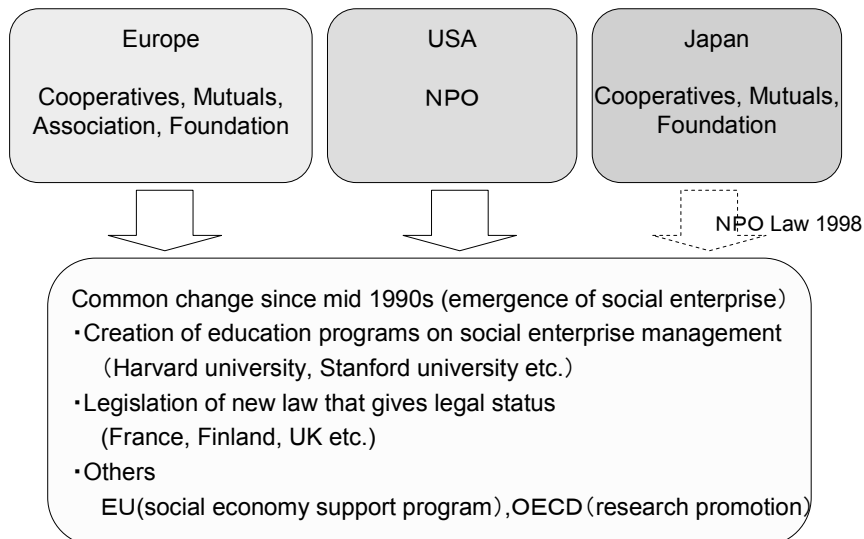 Europe
Cooperatives, Mutuals,
Association, Foundation
USA
ＮＰＯ
Japan
Cooperatives, Mutuals,
Foundation
NPO Law 1998
Common change since mid 1990s (emergence of social enterprise）
・Creation of education programs on social enterprise management
（Harvard university, Stanford university etc.）
・Legislation of new law that gives legal status
(France, Finland, UK etc.)
・Others
EU(social economy support program）,OECD（research promotion）